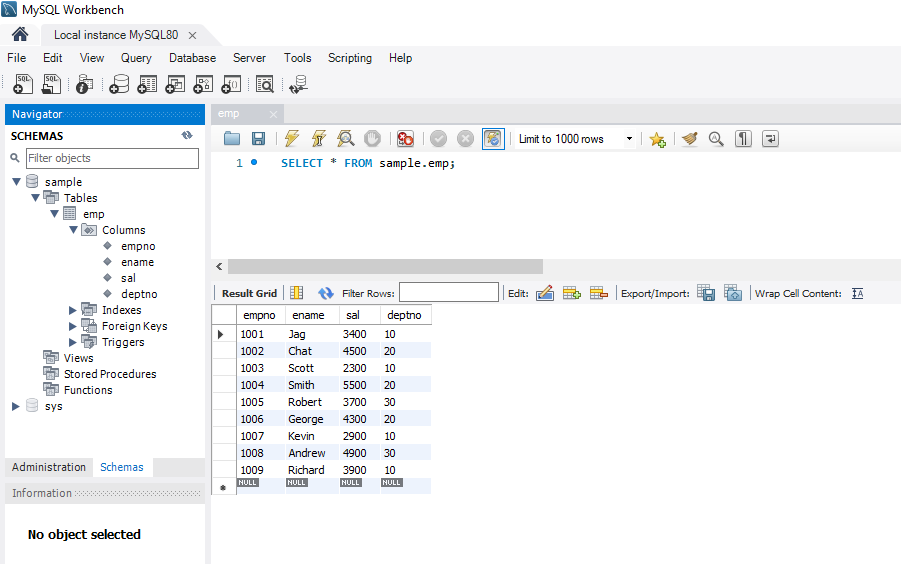 MySQL Workbench
Local instance MySQL80
File Edit View Query Database Server Tools Scripting Help
Navigator
SCHEMAS
Filter objects
sample
Tables
emp
Columns
empno
ename
sal
deptno
Indexes
Foreign Keys
Triggers
Views
Stored Procedures
Functions
sys
Administration Schemas
Information
No object selected
emp
Limit to 1000 rows
1 SELECT * FROM sample.emp;
Result Grid Filter Rows: Edit: Export/Import: Wrap Cell Content:
empno ename sal deptno
1001 Jag 3400 10
1002 Chat 4500 20
1003 Scott 2300 10
1004 Smith 5500 20
1005 Robert 3700 30
1006 George 4300 20
1007 Kevin 2900 10
1008 Andrew 4900 30
1009 Richard 3900 10
NULL NULL NULL NULL